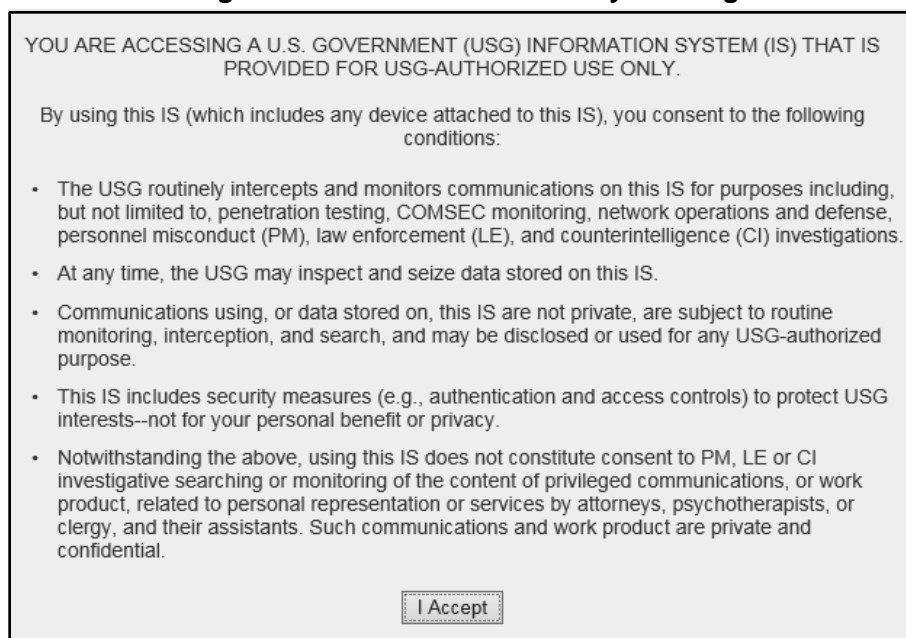 YOU ARE ACCESSING A U.S. GOVERNMENT (USG) INFORMATION SYSTEM (IS) THAT IS
PROVIDED FOR USG-AUTHORIZED USE ONLY.
By using this IS (which includes any device attached to this IS), you consent to the following
conditions:
• The USG routinely intercepts and monitors communications on this IS for purposes including,
but not limited to, penetration testing, COMSEC monitoring, network operations and defense,
personnel misconduct (PM), law enforcement (LE), and counterintelligence (CI) investigations.
• At any time, the USG may inspect and seize data stored on this IS.
• Communications using, or data stored on, this IS are not private, are subject to routine
monitoring, interception, and search, and may be disclosed or used for any USG-authorized
purpose.
• This IS includes security measures (e.g., authentication and access controls) to protect USG
interests--not for your personal benefit or privacy.
• Notwithstanding the above, using this IS does not constitute consent to PM, LE or CI
investigative searching or monitoring of the content of privileged communications, or work
product, related to personal representation or services by attorneys, psychotherapists, or
clergy, and their assistants. Such communications and work product are private and
confidential.
I Accept